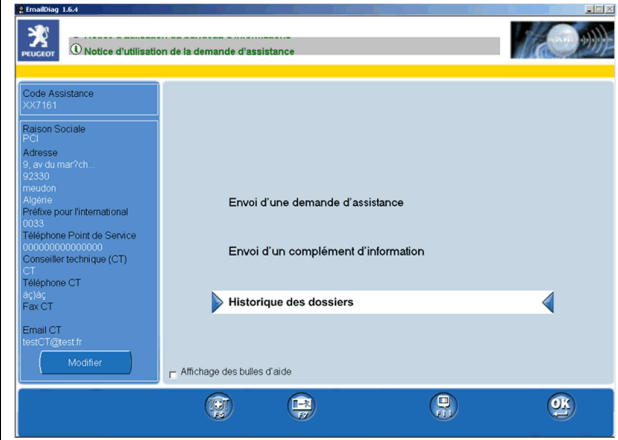 EmailDiag 1.6.4
PEUGEOT
Notice d'utilisation de la demande d'assistance
Code Assistance
XX7161
Raison Sociale
PCI
Adresse
9, av du mar?ch...
92330
meudon
Algérie
Préfixe pour l'international
0033
Téléphone Point de Service
000000000000000
Conseiller technique (CT)
CT
Téléphone CT
áç)áç
Fax CT
Email CT
testCT@test.fr
Modifier
Envoi d'une demande d'assistance
Envoi d'un complément d'information
Historique des dossiers
Affichage des bulles d'aide
F5
F7
F11
OK